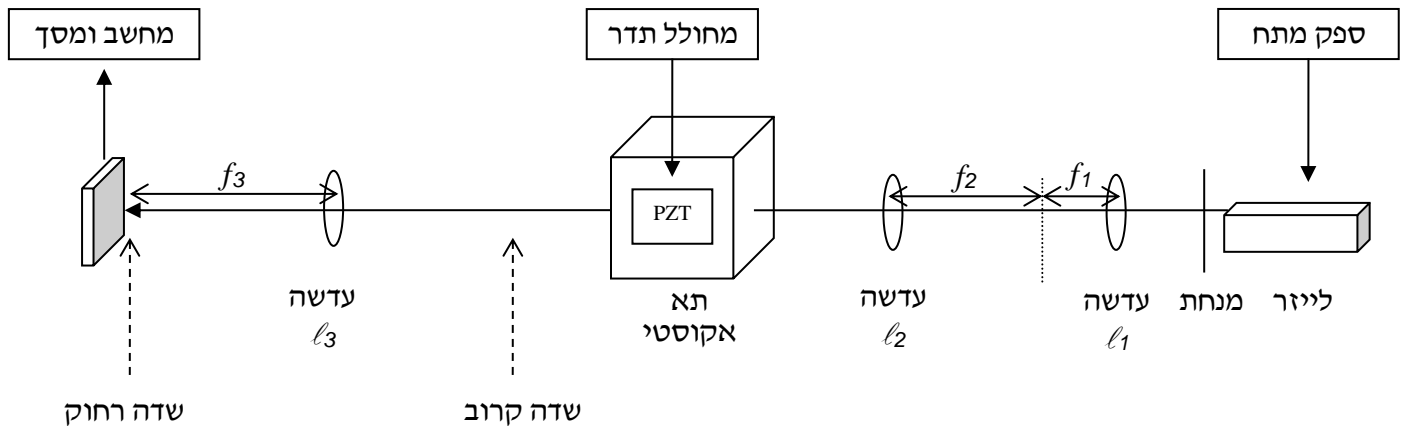 ספק מתח
מחולל תדר
מחשב ומסך
f1
f2
f3
PZT
לייזר
מנחת
עדשה
ℓ1
עדשה
ℓ2
תא
אקוסטי
עדשה
ℓ3
שדה קרוב
שדה רחוק